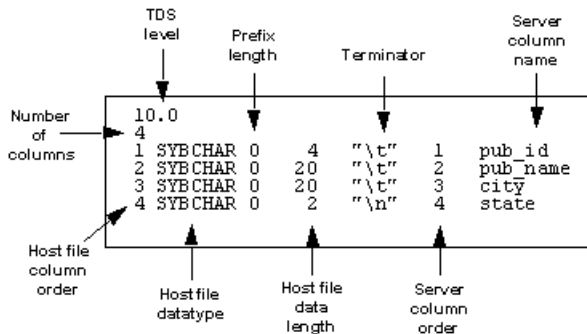 TDS level
Prefix length
Terminator
Server column name
Number of columns
10.0
4
1 SYBCHAR 0 4 "\t" 1 pub_id
2 SYBCHAR 0 20 "\t" 2 pub_name
3 SYBCHAR 0 20 "\t" 3 city
4 SYBCHAR 0 2 "\n" 4 state
Host file column order
Host file datatype
Host file data length
Server column order